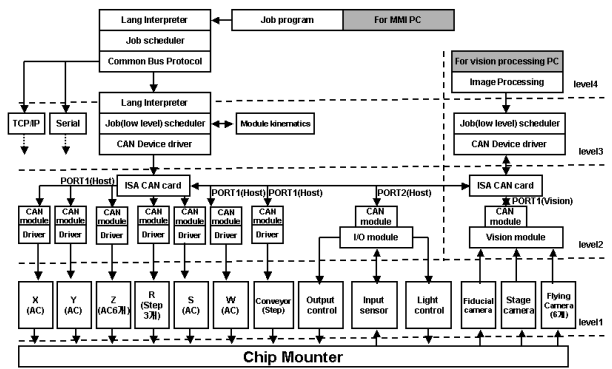 Lang Interpreter
Job program
For MMI PC
Job scheduler
Common Bus Protocol
For vision processing PC
Image Processing
level4
Lang Interpreter
TCP/IP
Serial
Job(low level) scheduler
Module kinematics
CAN Device driver
Job(low level) scheduler
CAN Device driver
level3
PORT1(Host)
ISA CAN card
PORT1(Host)
PORT1(Host)
PORT2(Host)
ISA CAN card
PORT1(Vision)
CAN
module
Driver
CAN
module
Driver
CAN
module
Driver
CAN
module
Driver
CAN
module
Driver
CAN
module
Driver
CAN
module
Driver
CAN
module
I/O module
CAN
module
Vision module
level2
X
(AC)
Y
(AC)
Z
(AC6개)
R
(Step
3개)
S
(AC)
W
(AC)
Conveyor
(Step)
Output
control
Input
sensor
Light
control
Fiducial
camera
Stage
camera
Flying
Camera
(6개)
level1
Chip Mounter